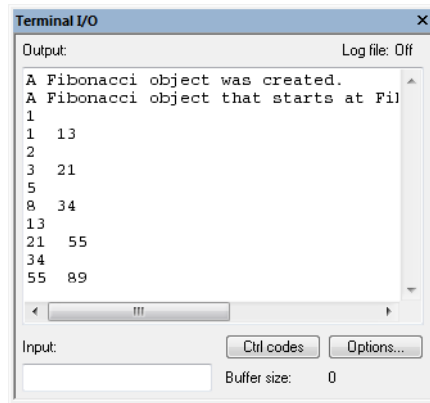 Terminal I/O
Output: Log file: Off
A Fibonacci object was created.
A Fibonacci object that starts at
1
1 13
2
3 21
5
8 34
13
21 55
34
55 89
Input: Ctrl codes Options...
Buffer size: 0